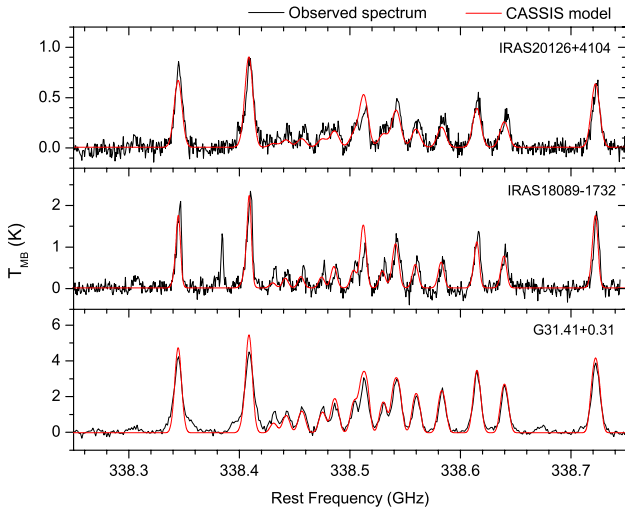 Observed spectrum
CASSIS model
IRAS20126+4104
1.0
0.5
0.0
IRAS18089-1732
2
1
0
G31.41+0.31
6
4
2
0
T_MB (K)
338.3
338.4
338.5
338.6
338.7
Rest Frequency (GHz)